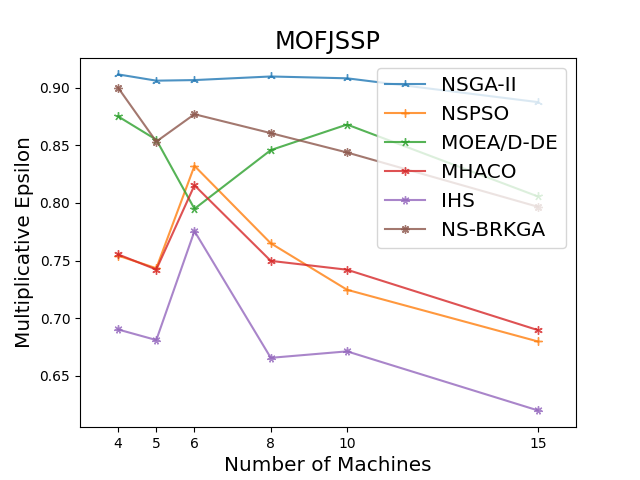 MOFJSSP
NSGA-II
NSPSO
MOEA/D-DE
MHACO
IHS
NS-BRKGA
Multiplicative Epsilon
0.90
0.85
0.80
0.75
0.70
0.65
4 5 6 8 10 15
Number of Machines